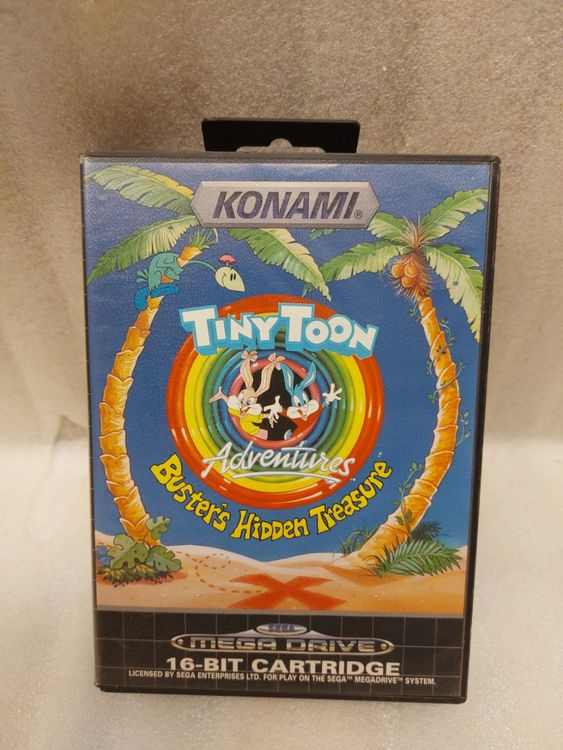 KONAMI®
TINY TOON
Adventures™
BUSTER'S HIDDEN TREASURE
SEGA
MEGA DRIVE
16-BIT CARTRIDGE
LICENSED BY SEGA ENTERPRISES LTD. FOR PLAY ON THE SEGA™ MEGADRIVE™ SYSTEM.